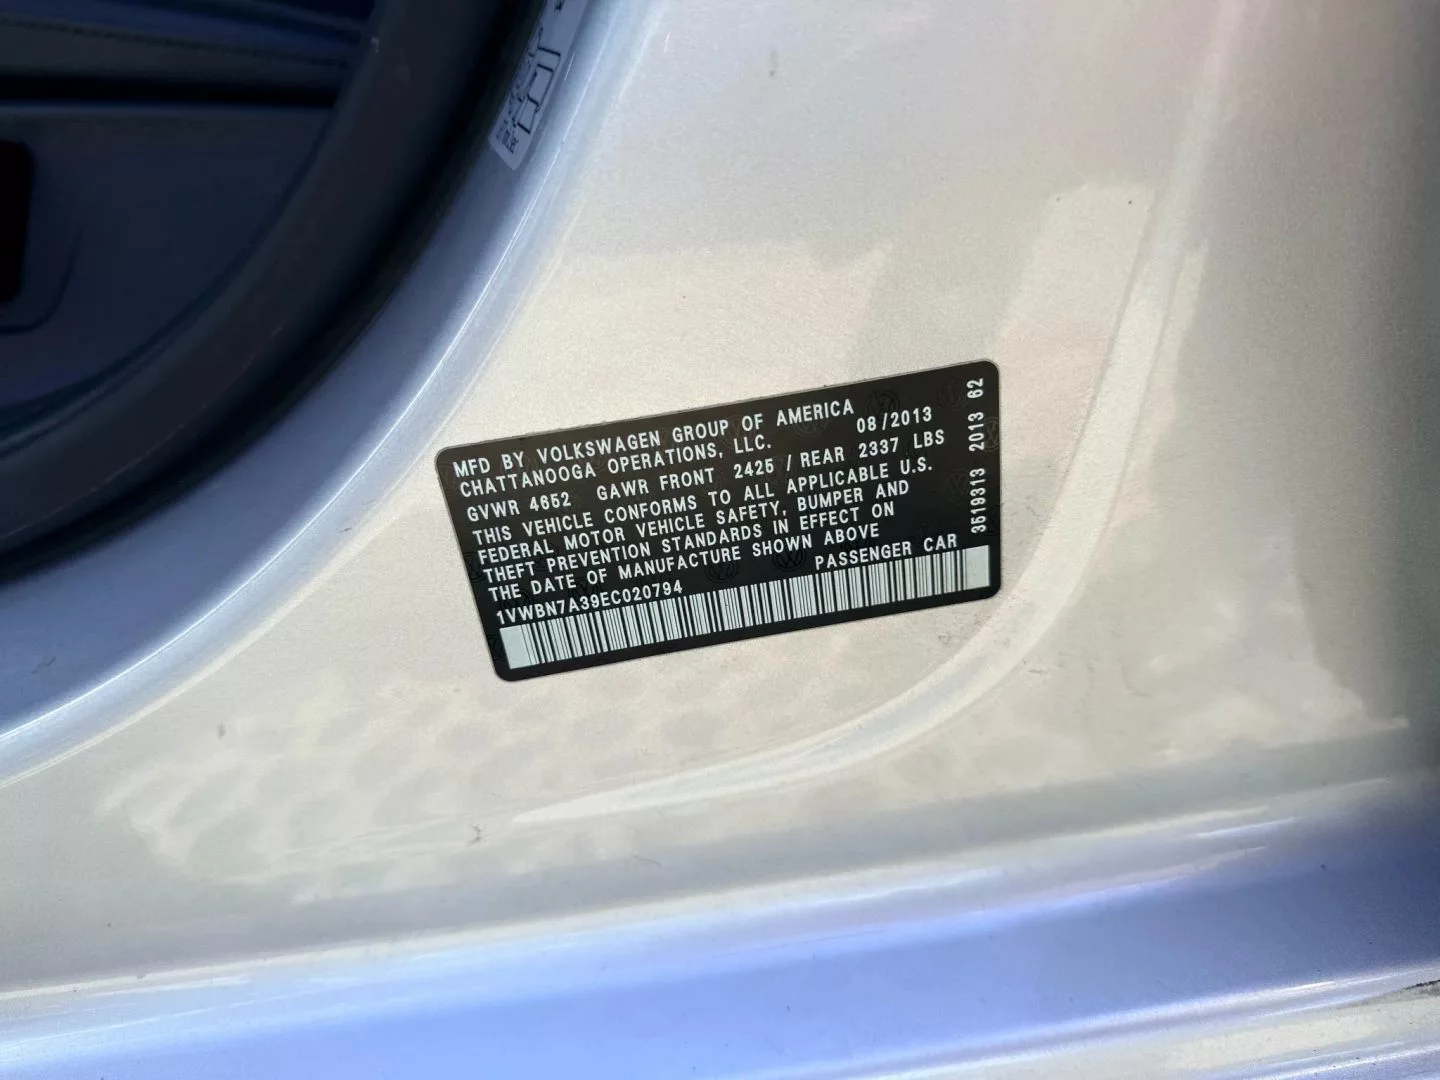 MFD BY VOLKSWAGEN GROUP OF AMERICA
CHATTANOOGA OPERATIONS, LLC. 08/2013
GVWR 4652 GAWR FRONT 2425 / REAR 2337 LBS
THIS VEHICLE CONFORMS TO ALL APPLICABLE U.S.
FEDERAL MOTOR VEHICLE SAFETY, BUMPER AND
THEFT PREVENTION STANDARDS IN EFFECT ON
THE DATE OF MANUFACTURE SHOWN ABOVE
1VWBN7A39EC020794 PASSENGER CAR
3519313 2013 62